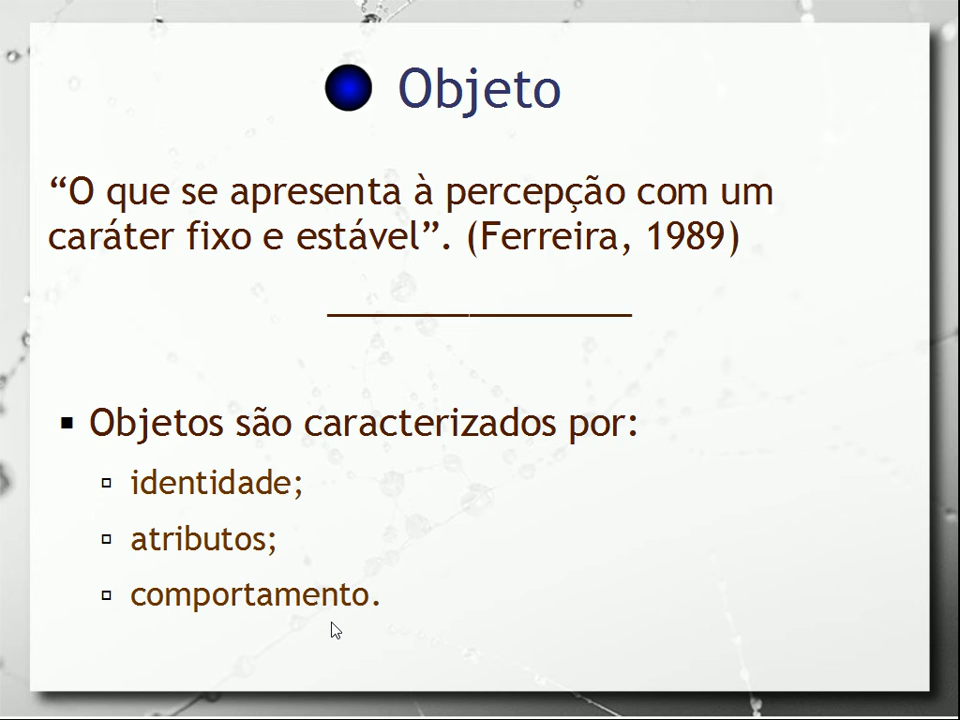 Objeto
“O que se apresenta à percepção com um
caráter fixo e estável”. (Ferreira, 1989)
Objetos são caracterizados por:
identidade;
atributos;
comportamento.